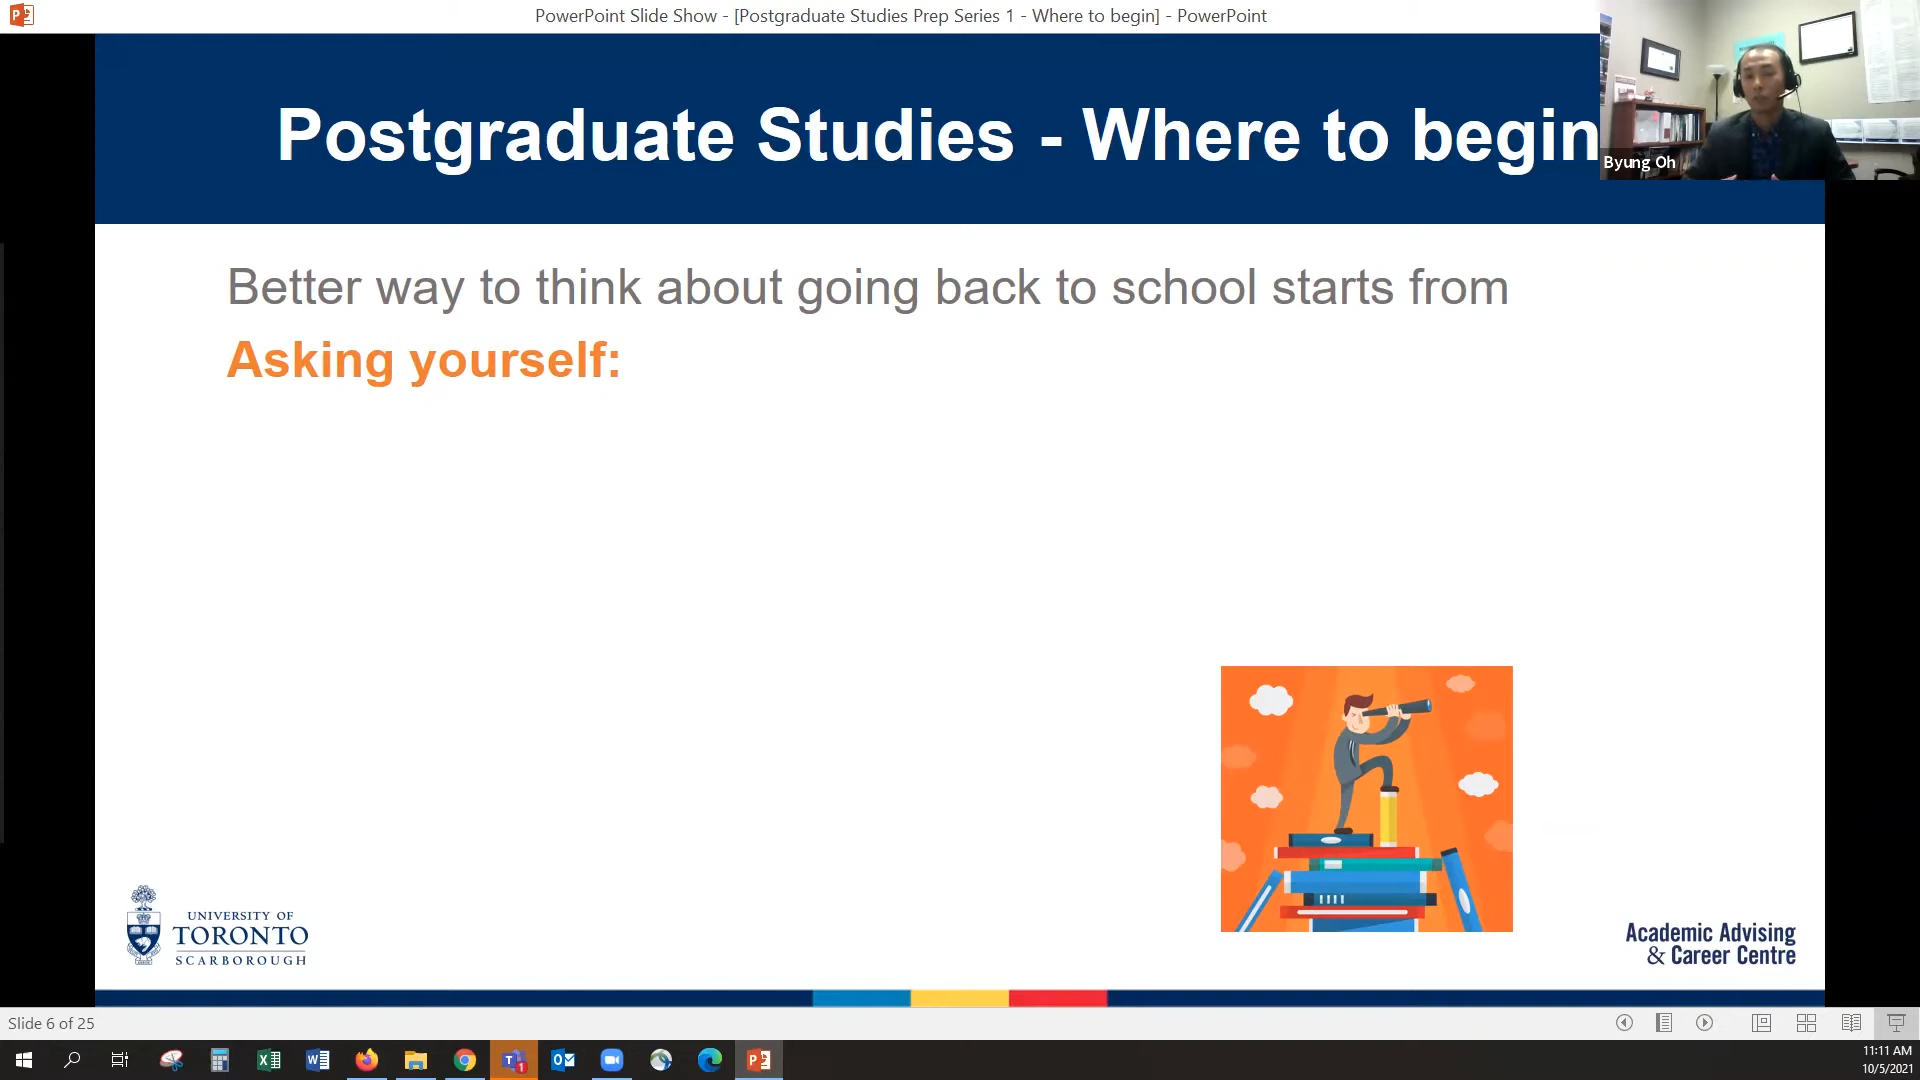 PowerPoint Slide Show - [Postgraduate Studies Prep Series 1 - Where to begin] - PowerPoint
Postgraduate Studies - Where to begin
Byung Oh
Better way to think about going back to school starts from
Asking yourself:
UNIVERSITY OF
TORONTO
SCARBOROUGH
Academic Advising
& Career Centre
Slide 6 of 25
11:11 AM
10/5/2021